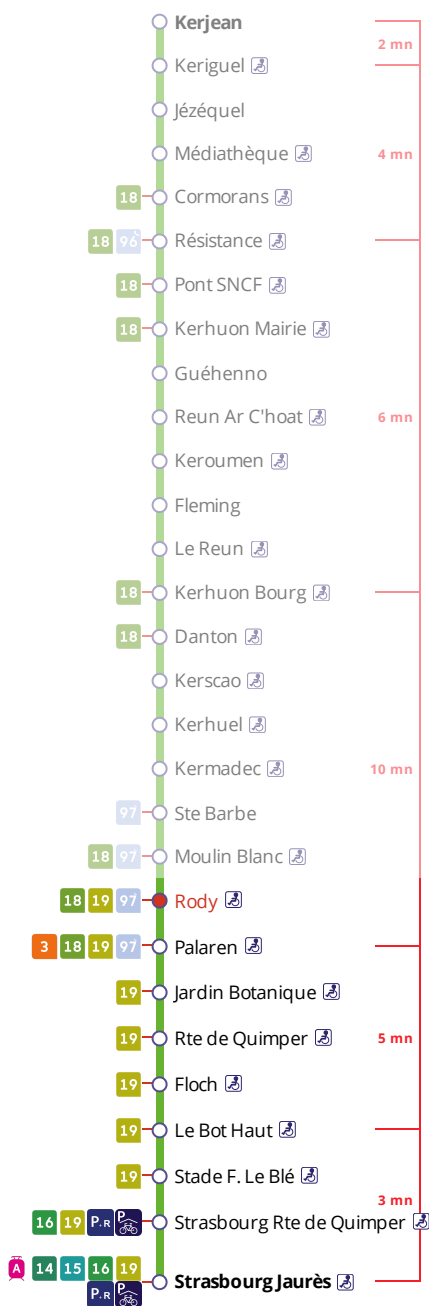 Kerjean
2 mn
Keriguel
Jézéquel
Médiathèque 4 mn
18 Cormorans
18 96 Résistance
18 Pont SNCF
18 Kerhuon Mairie
Guéhenno
Reun Ar C'hoat 6 mn
Keroumen
Fleming
Le Reun
18 Kerhuon Bourg
18 Danton
Kerscao
Kerhuel
Kermadec 10 mn
97 Ste Barbe
18 97 Moulin Blanc
18 19 97 Rody
3 18 19 97 Palaren
19 Jardin Botanique
19 Rte de Quimper 5 mn
19 Floch
19 Le Bot Haut
19 Stade F. Le Blé
3 mn
16 19 P.R P Strasbourg Rte de Quimper
A 14 15 16 19 Strasbourg Jaurès
P.R P